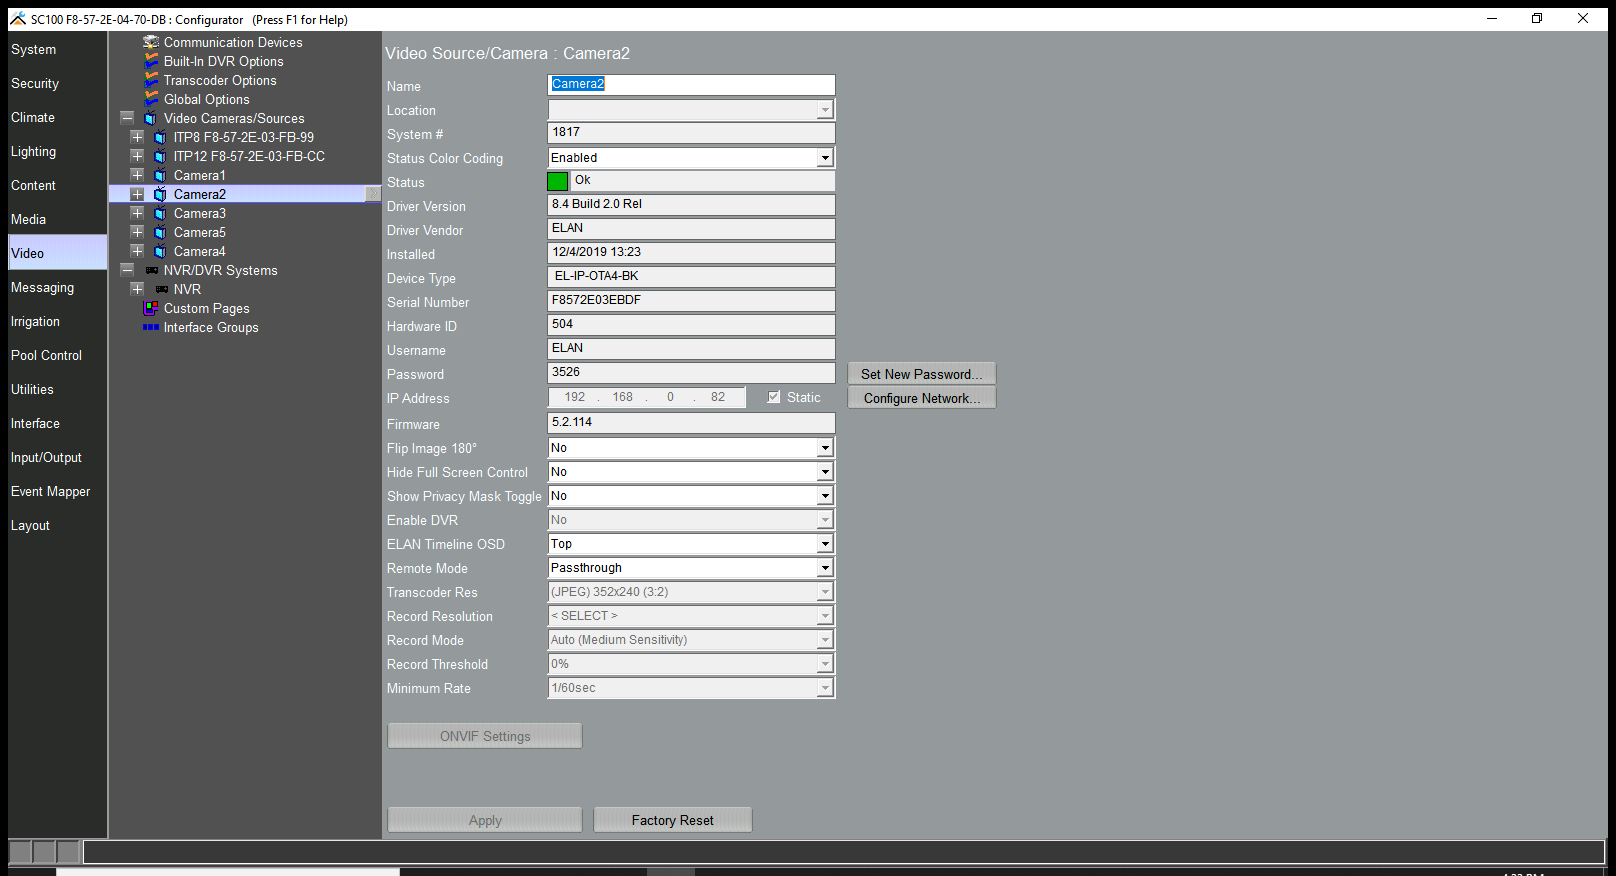 SC100 F8-57-2E-04-70-DB : Configurator   (Press F1 for Help)
System
Security
Climate
Lighting
Content
Media
Video
Messaging
Irrigation
Pool Control
Utilities
Interface
Input/Output
Event Mapper
Layout
Communication Devices
Built-In DVR Options
Transcoder Options
Global Options
Video Cameras/Sources
ITP8 F8-57-2E-03-FB-99
ITP12 F8-57-2E-03-FB-CC
Camera1
Camera2
Camera3
Camera5
Camera4
NVR/DVR Systems
NVR
Custom Pages
Interface Groups
Video Source/Camera : Camera2
Name Camera2
Location
System # 1817
Status Color Coding Enabled
Status Ok
Driver Version 8.4 Build 2.0 Rel
Driver Vendor ELAN
Installed 12/4/2019 13:23
Device Type EL-IP-OTA4-BK
Serial Number F8572E03EBDF
Hardware ID 504
Username ELAN
Password 3526 Set New Password...
IP Address 192 . 168 . 0 . 82 Static Configure Network...
Firmware 5.2.114
Flip Image 180° No
Hide Full Screen Control No
Show Privacy Mask Toggle No
Enable DVR No
ELAN Timeline OSD Top
Remote Mode Passthrough
Transcoder Res (JPEG) 352x240 (3:2)
Record Resolution < SELECT >
Record Mode Auto (Medium Sensitivity)
Record Threshold 0%
Minimum Rate 1/60sec
ONVIF Settings
Apply Factory Reset